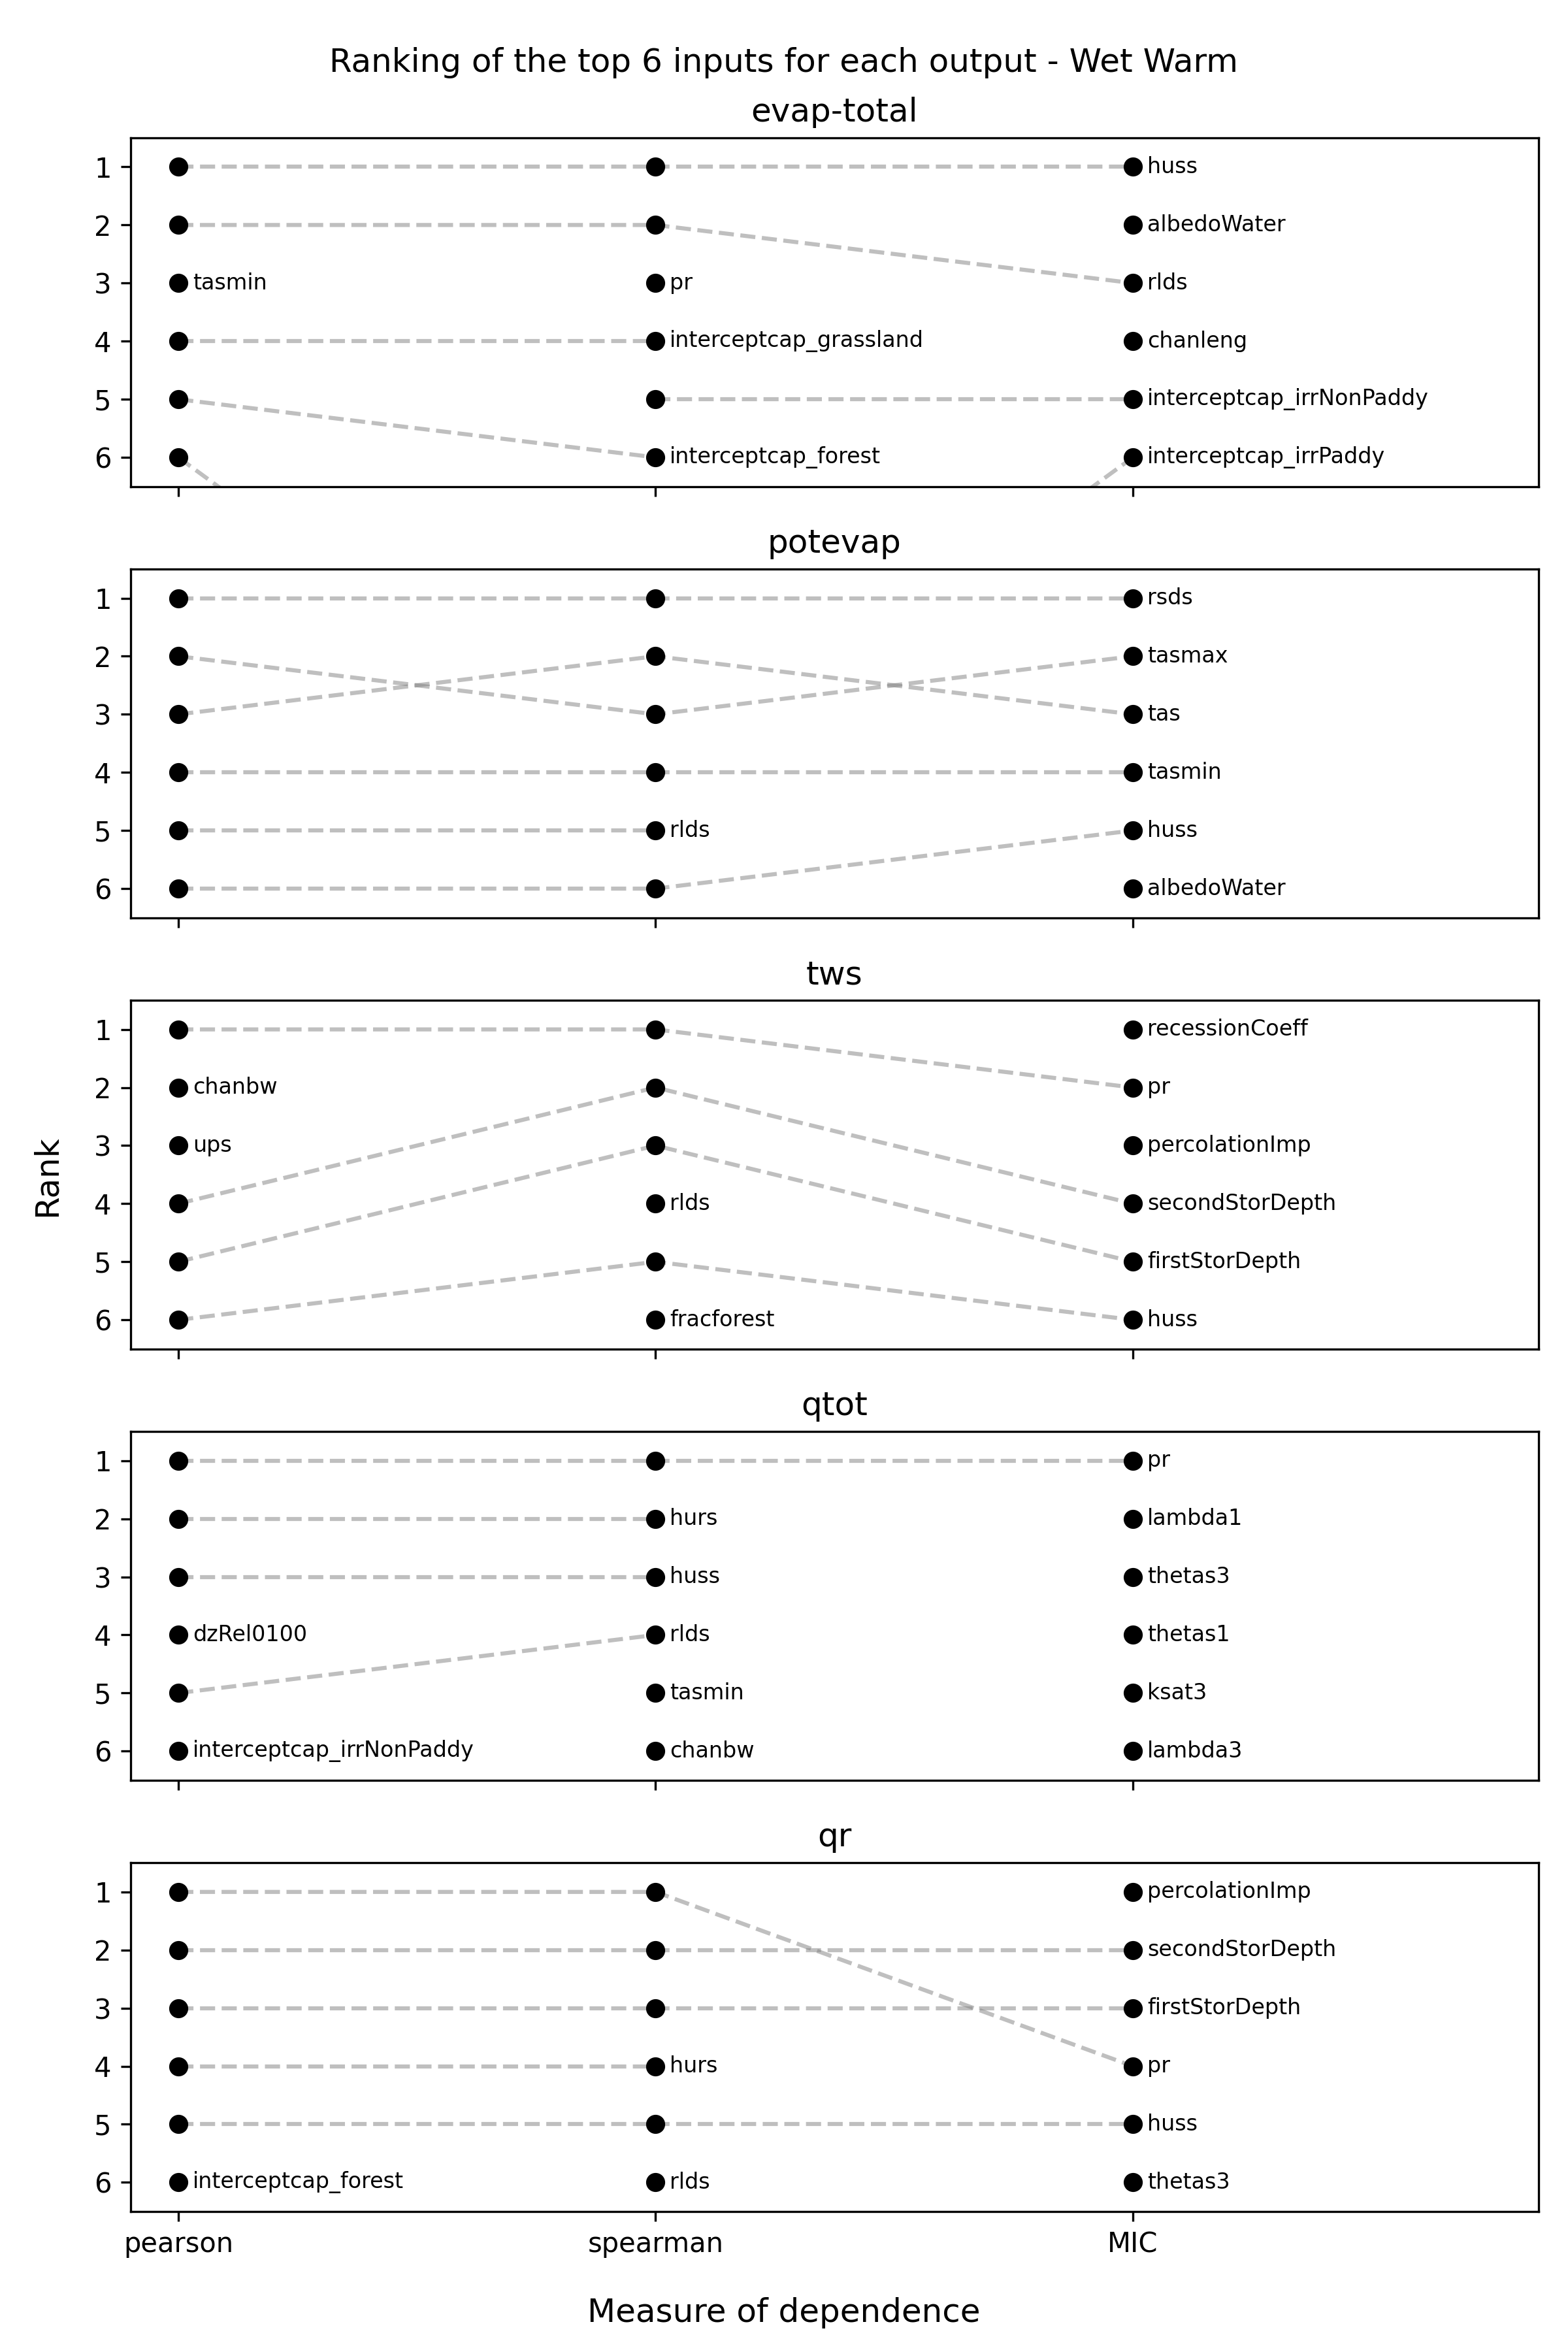 Ranking of the top 6 inputs for each output - Wet Warm
evap-total
1 huss
2 albedoWater
3 tasmin pr rlds
4 interceptcap_grassland chanleng
5 interceptcap_irrNonPaddy
6 interceptcap_forest interceptcap_irrPaddy
potevap
1 rsds
2 tasmax
3 tas
4 tasmin
5 rlds huss
6 albedoWater
tws
1 recessionCoeff
2 chanbw pr
3 ups percolationImp
4 rlds secondStorDepth
5 firstStorDepth
6 fracforest huss
Rank
qtot
1 pr
2 hurs lambda1
3 huss thetas3
4 dzRel0100 rlds thetas1
5 tasmin ksat3
6 interceptcap_irrNonPaddy chanbw lambda3
qr
1 percolationImp
2 secondStorDepth
3 firstStorDepth
4 hurs pr
5 huss
6 interceptcap_forest rlds thetas3
pearson spearman MIC
Measure of dependence